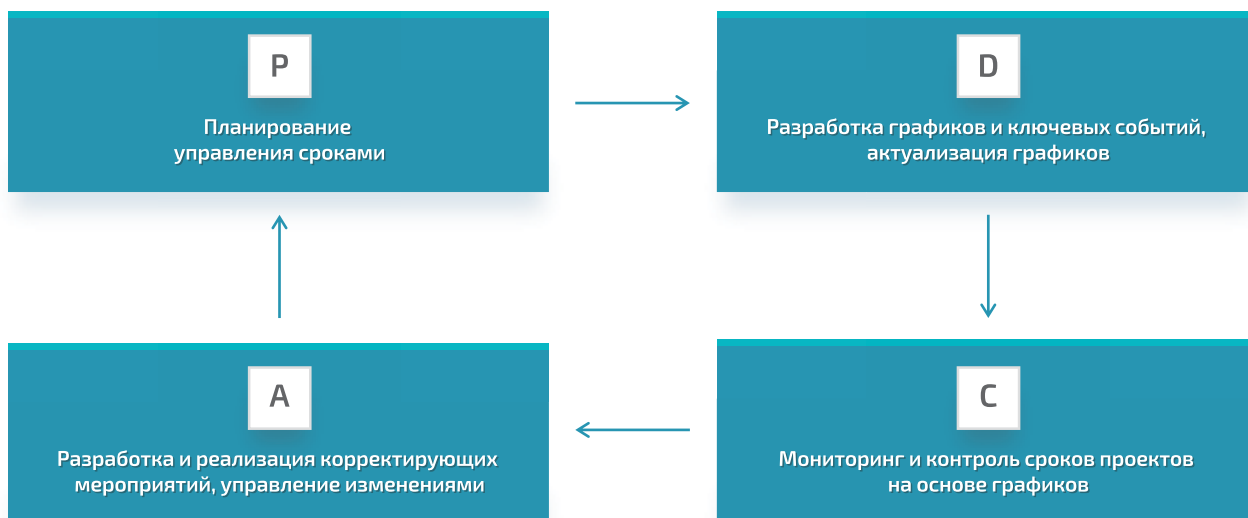 P
Планирование
управления сроками
D
Разработка графиков и ключевых событий,
актуализация графиков
A
Разработка и реализация корректирующих
мероприятий, управление изменениями
C
Мониторинг и контроль сроков проектов
на основе графиков